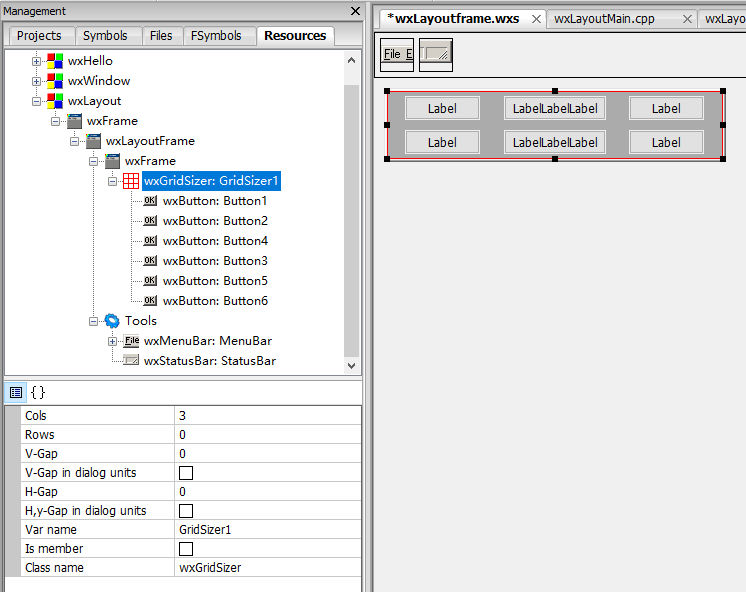 Management
Projects Symbols Files FSymbols Resources
wxHello
wxWindow
wxLayout
wxFrame
wxLayoutFrame
wxFrame
wxGridSizer: GridSizer1
wxButton: Button1
wxButton: Button2
wxButton: Button4
wxButton: Button3
wxButton: Button5
wxButton: Button6
Tools
File wxMenuBar: MenuBar
wxStatusBar: StatusBar
{}
Cols 3
Rows 0
V-Gap 0
V-Gap in dialog units
H-Gap 0
H,y-Gap in dialog units
Var name GridSizer1
Is member
Class name wxGridSizer
*wxLayoutframe.wxs wxLayoutMain.cpp wxLayo
File E
Label LabelLabelLabel Label
Label LabelLabelLabel Label